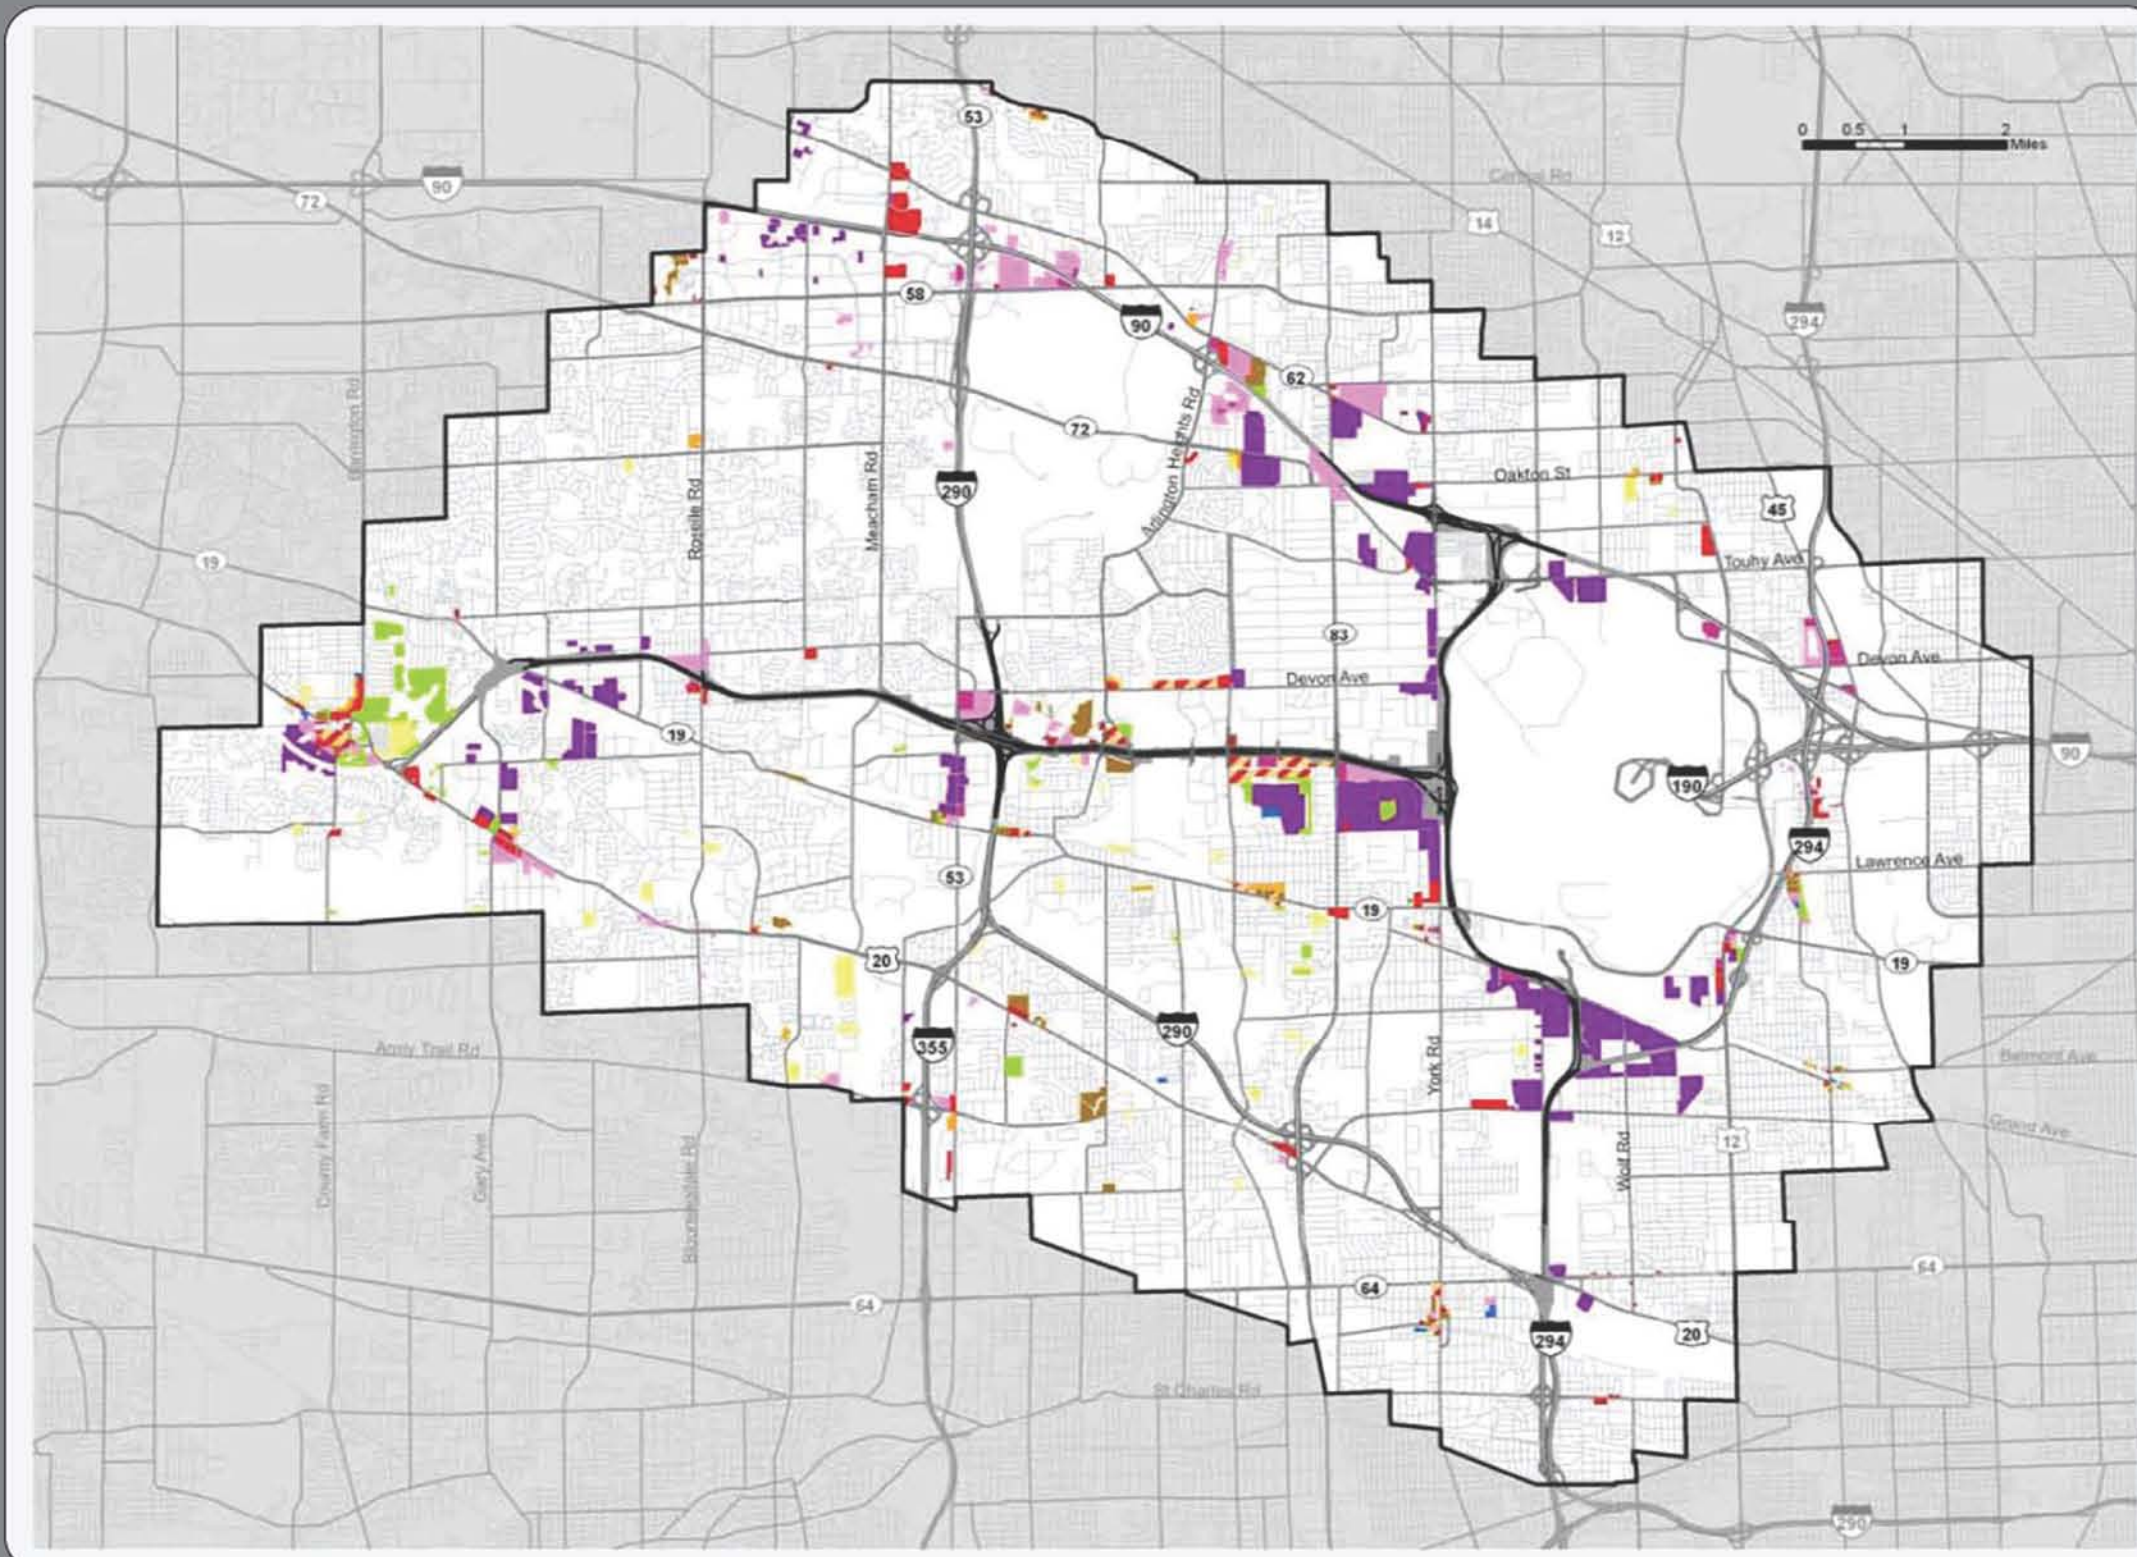 53
0 0.5 1 2
Miles
90
Central Rd
72
14
12
58
90
294
62
Barrington Rd
72
Arlington Heights Rd
Roselle Rd
Meacham Rd
290
Oakton St
45
19
Touhy Ave
83
Devon Ave
Devon Ave
19
90
190
294
Lawrence Ave
53
19
20
19
290
355
Army Trail Rd
York Rd
Belmont Ave
County Farm Rd
Gary Ave
Bloomingdale Rd
Wolf Rd
12
Grand Ave
64
64
64
294
20
St Charles Rd
290